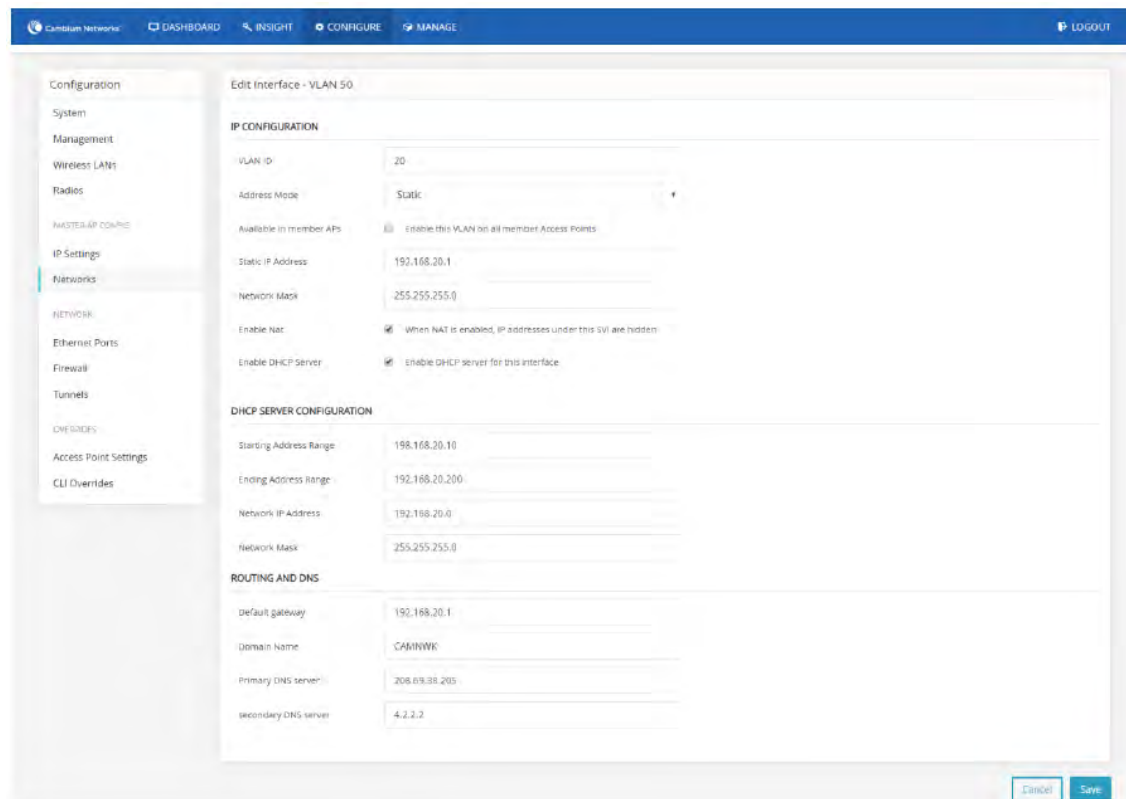 Cambium Networks DASHBOARD INSIGHT CONFIGURE MANAGE LOGOUT
Configuration
System
Management
Wireless LANs
Radios
MASTER AP CONFIG
IP Settings
Networks
NETWORK
Ethernet Ports
Firewall
Tunnels
OVERRIDES
Access Point Settings
CLI Overrides
Edit Interface - VLAN 50
IP CONFIGURATION
VLAN ID 20
Address Mode Static
Available in member APs Enable this VLAN on all member Access Points
Static IP Address 192.168.20.1
Network Mask 255.255.255.0
Enable Nat When NAT is enabled, IP addresses under this SVI are hidden
Enable DHCP Server Enable DHCP server for this interface
DHCP SERVER CONFIGURATION
Starting Address Range 198.168.20.10
Ending Address Range 192.168.20.200
Network IP Address 192.168.20.0
Network Mask 255.255.255.0
ROUTING AND DNS
Default gateway 192.168.20.1
Domain Name CAMNWK
Primary DNS server 208.69.38.205
secondary DNS server 4.2.2.2
Cancel Save